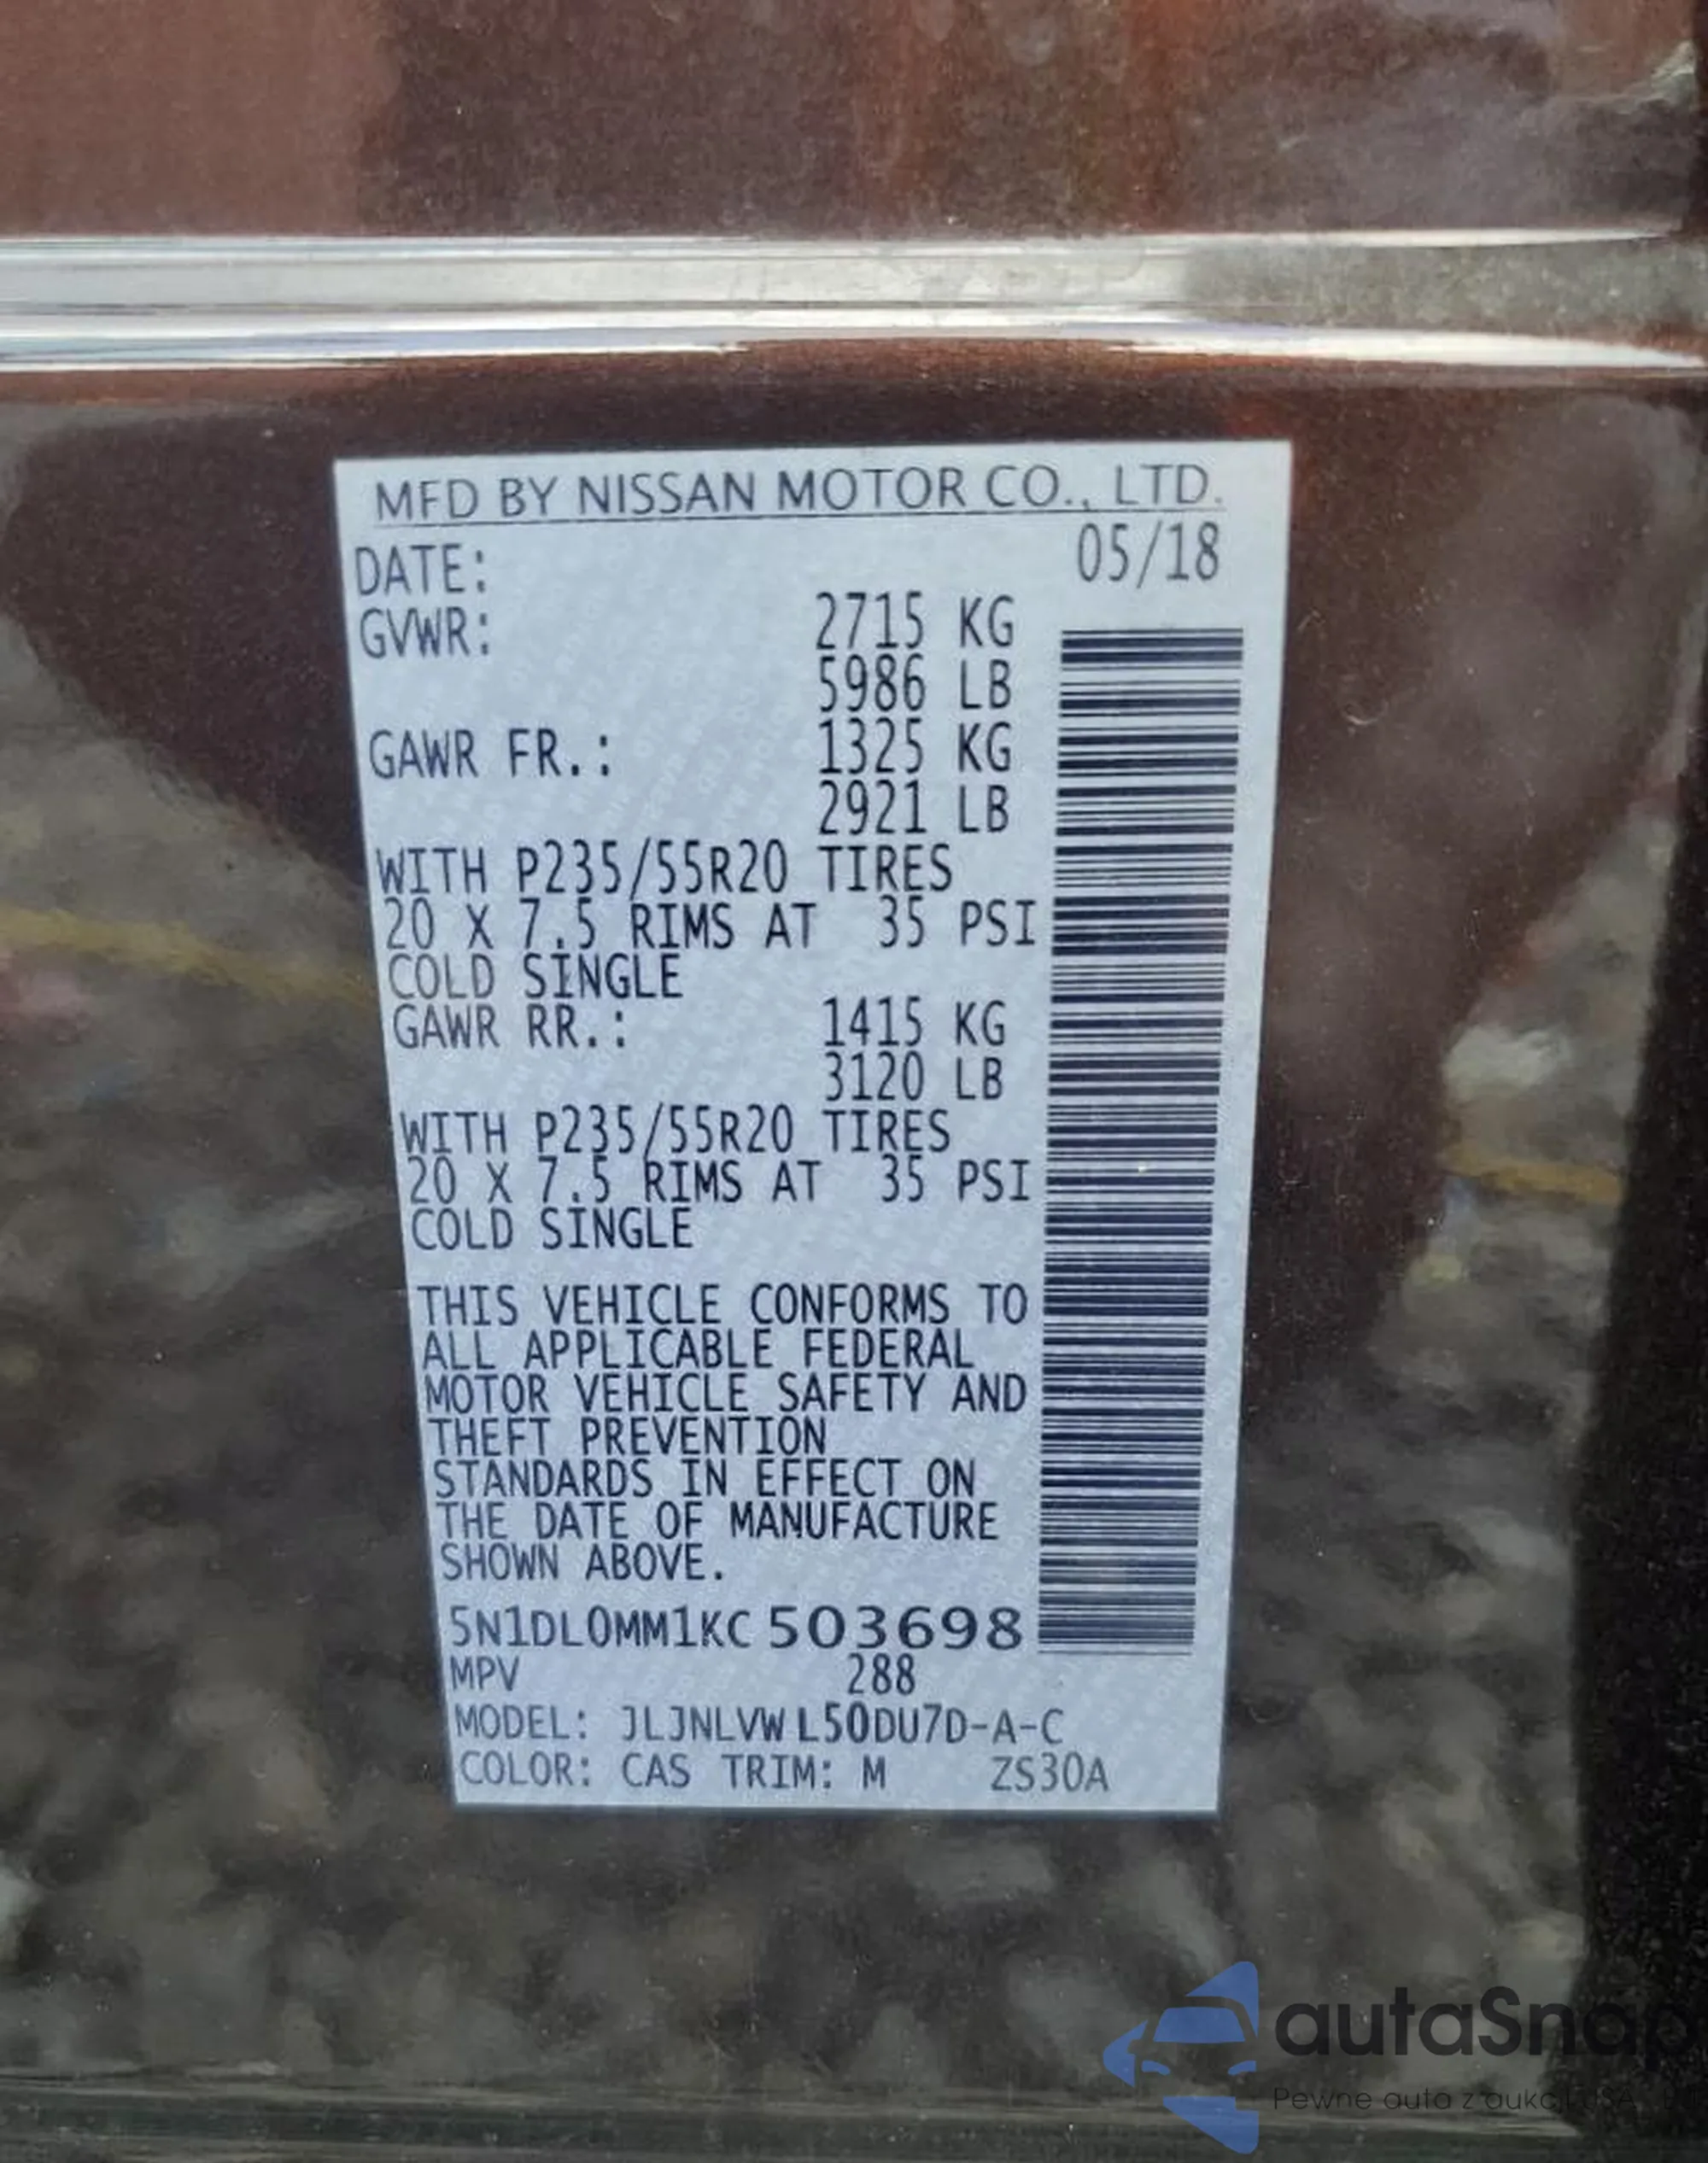 MFD BY NISSAN MOTOR CO., LTD.
DATE: 05/18
GVWR: 2715 KG
5986 LB
GAWR FR.: 1325 KG
2921 LB
WITH P235/55R20 TIRES
20 X 7.5 RIMS AT 35 PSI
COLD SINGLE
GAWR RR.: 1415 KG
3120 LB
WITH P235/55R20 TIRES
20 X 7.5 RIMS AT 35 PSI
COLD SINGLE
THIS VEHICLE CONFORMS TO
ALL APPLICABLE FEDERAL
MOTOR VEHICLE SAFETY AND
THEFT PREVENTION
STANDARDS IN EFFECT ON
THE DATE OF MANUFACTURE
SHOWN ABOVE.
5N1DL0MM1KC503698
MPV 288
MODEL: JLJNLVWL50DU7D-A-C
COLOR: CAS TRIM: M ZS30A
autaSnap
Pewne auta z aukcji USA